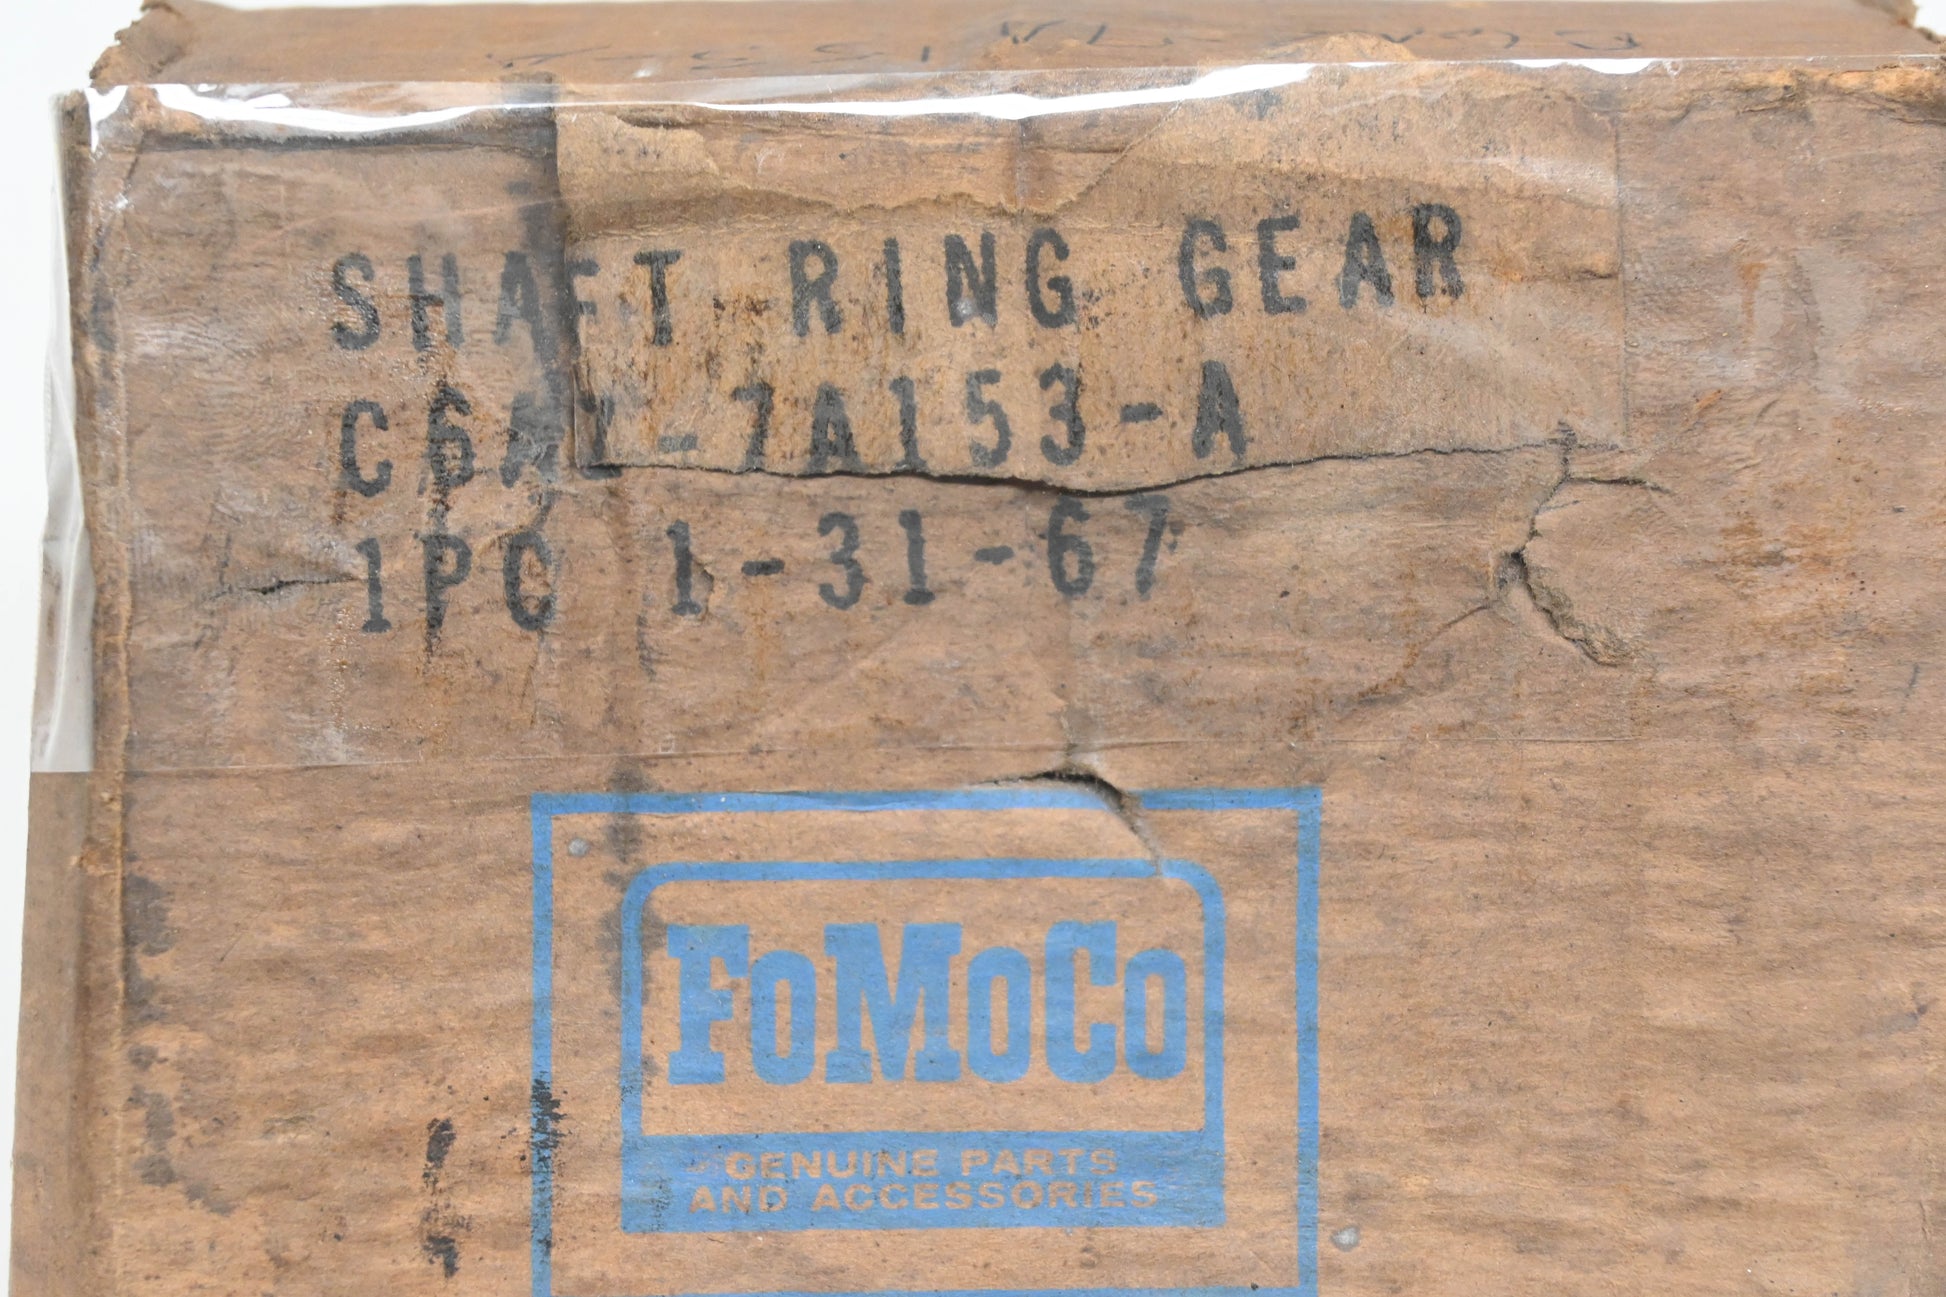 SHAFT RING GEAR
C6AZ-7A153-A
1PC 1-31-67
FoMoCo
GENUINE PARTS
AND ACCESSORIES